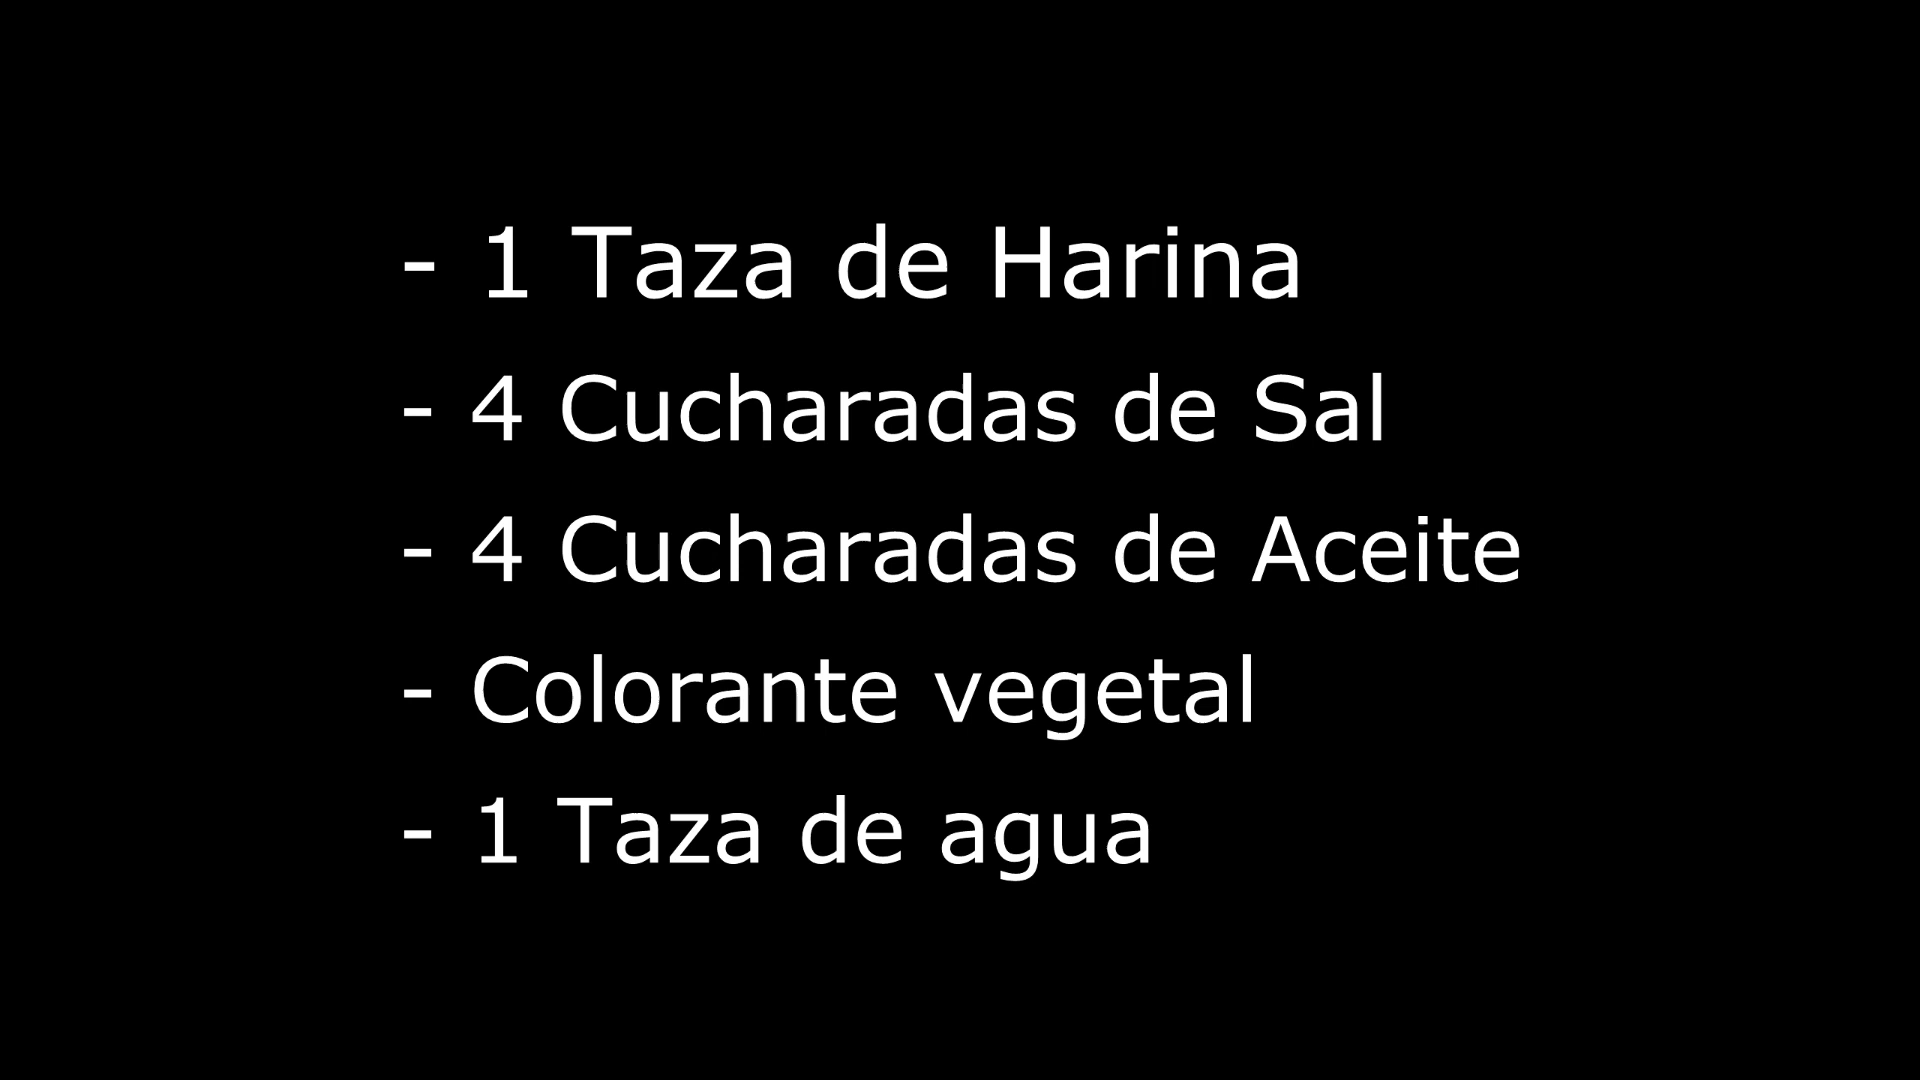 - 1 Taza de Harina
- 4 Cucharadas de Sal
- 4 Cucharadas de Aceite
- Colorante vegetal
- 1 Taza de agua